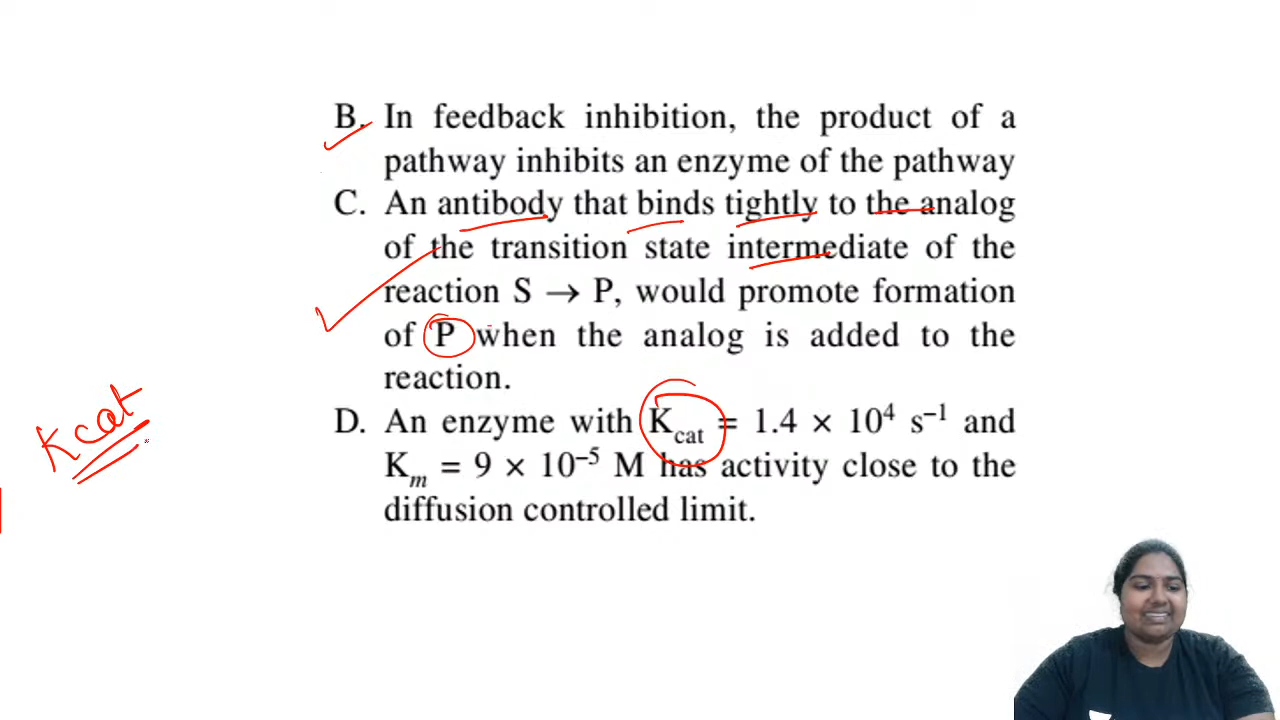 B. In feedback inhibition, the product of a
pathway inhibits an enzyme of the pathway
C. An antibody that binds tightly to the analog
of the transition state intermediate of the
reaction S → P, would promote formation
of P when the analog is added to the
reaction.
Kcat
D. An enzyme with K_cat = 1.4 × 10⁴ s⁻¹ and
K_m = 9 × 10⁻⁵ M has activity close to the
diffusion controlled limit.